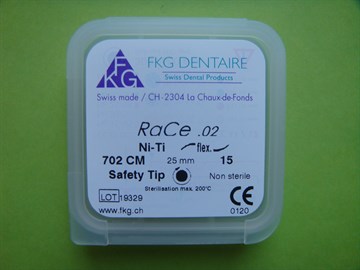 FKG
FKG DENTAIRE
Swiss Dental Products
Swiss made / CH-2304 La Chaux-de-Fonds
RaCe .02
Ni-Ti flex.
702 CM 25 mm 15
Safety Tip Non sterile
Sterilisation max. 200°C
LOT 19329 CE
www.fkg.ch 0120